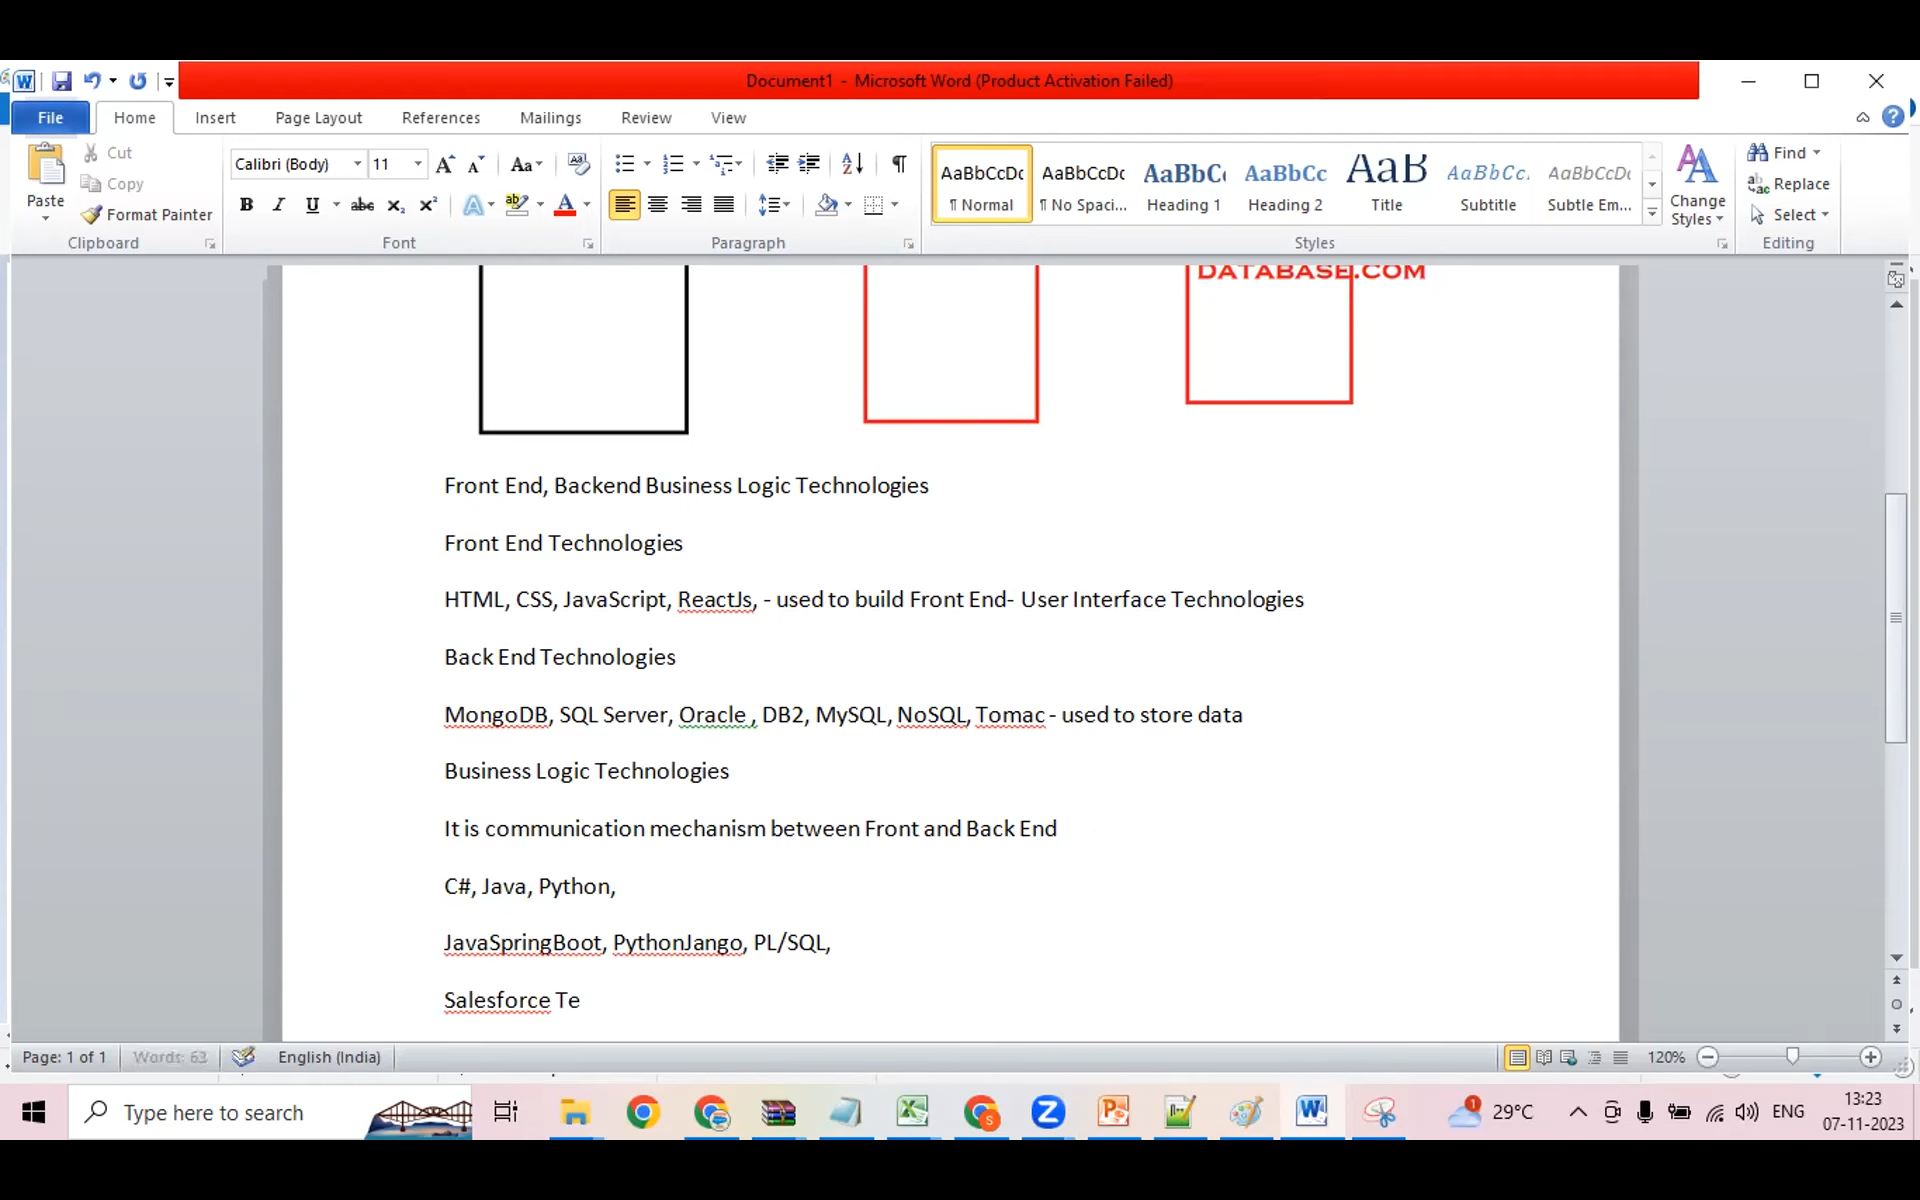 Document1 - Microsoft Word (Product Activation Failed)
File Home Insert Page Layout References Mailings Review View
Paste
Cut
Copy
Format Painter
Clipboard
Calibri (Body) 11
Font
Paragraph
AaBbCcDc AaBbCcDc AaBbC AaBbCc AaB AaBbCc. AaBbCcDc
¶ Normal ¶ No Spaci... Heading 1 Heading 2 Title Subtitle Subtle Em...
Styles
Change Styles
Find
Replace
Select
Editing
DATABASE.COM
Front End, Backend Business Logic Technologies
Front End Technologies
HTML, CSS, JavaScript, ReactJs, - used to build Front End- User Interface Technologies
Back End Technologies
MongoDB, SQL Server, Oracle , DB2, MySQL, NoSQL, Tomac - used to store data
Business Logic Technologies
It is communication mechanism between Front and Back End
C#, Java, Python,
JavaSpringBoot, PythonJango, PL/SQL,
Salesforce Te
Page: 1 of 1 Words: 63 English (India) 120%
Type here to search
29°C ENG
13:23
07-11-2023